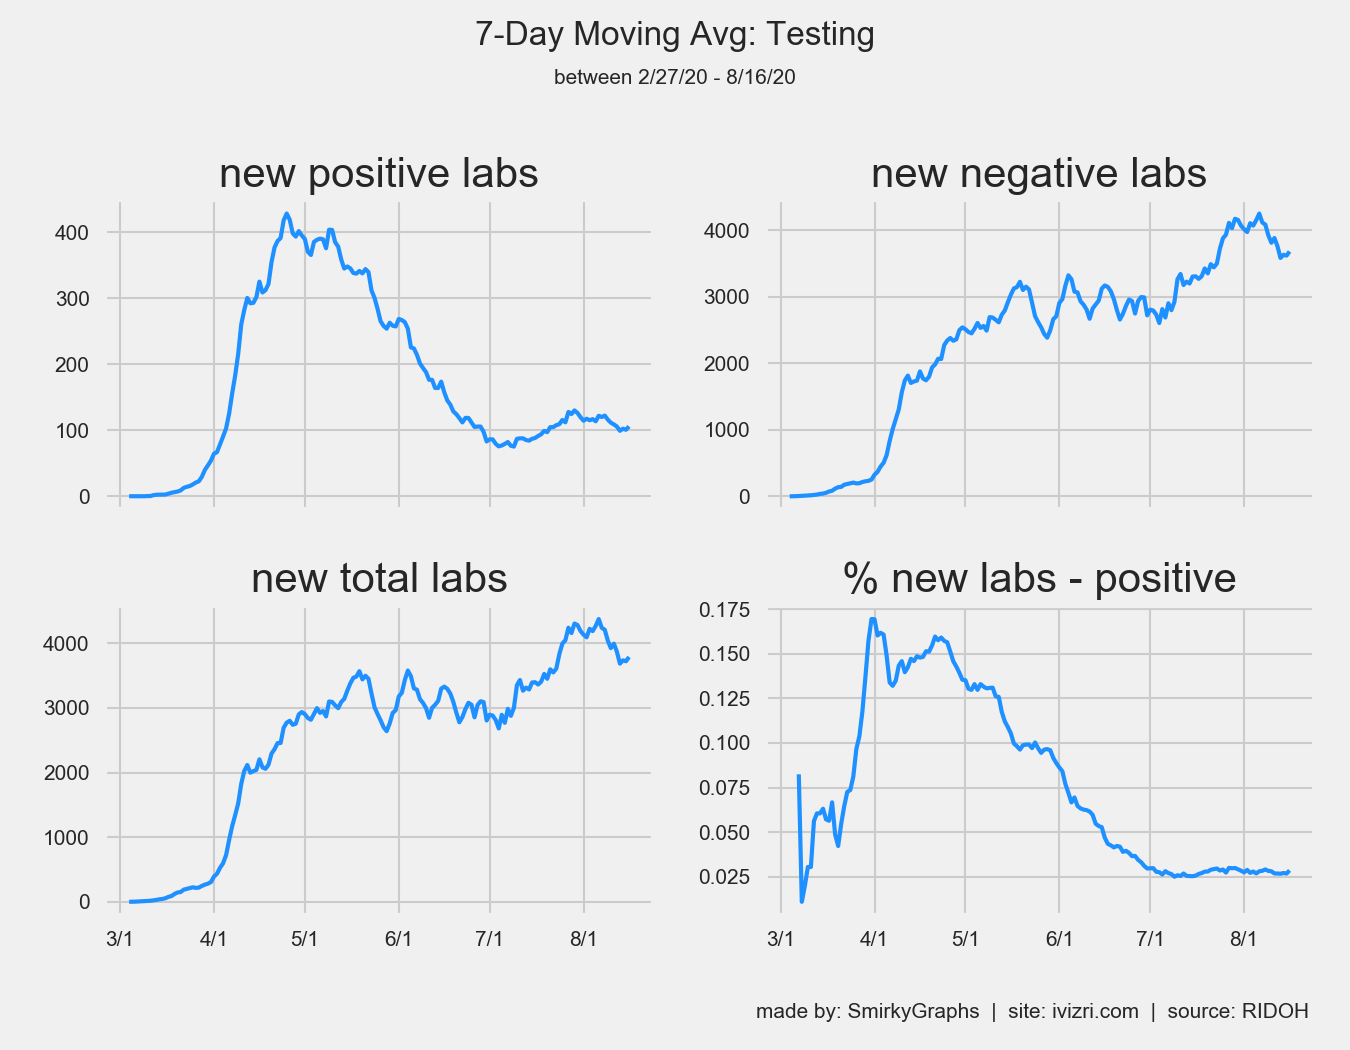 7-Day Moving Avg: Testing
between 2/27/20 - 8/16/20
new positive labs
400
300
200
100
0
new negative labs
4000
3000
2000
1000
0
new total labs
4000
3000
2000
1000
0
3/1 4/1 5/1 6/1 7/1 8/1
% new labs - positive
0.175
0.150
0.125
0.100
0.075
0.050
0.025
3/1 4/1 5/1 6/1 7/1 8/1
made by: SmirkyGraphs | site: ivizri.com | source: RIDOH